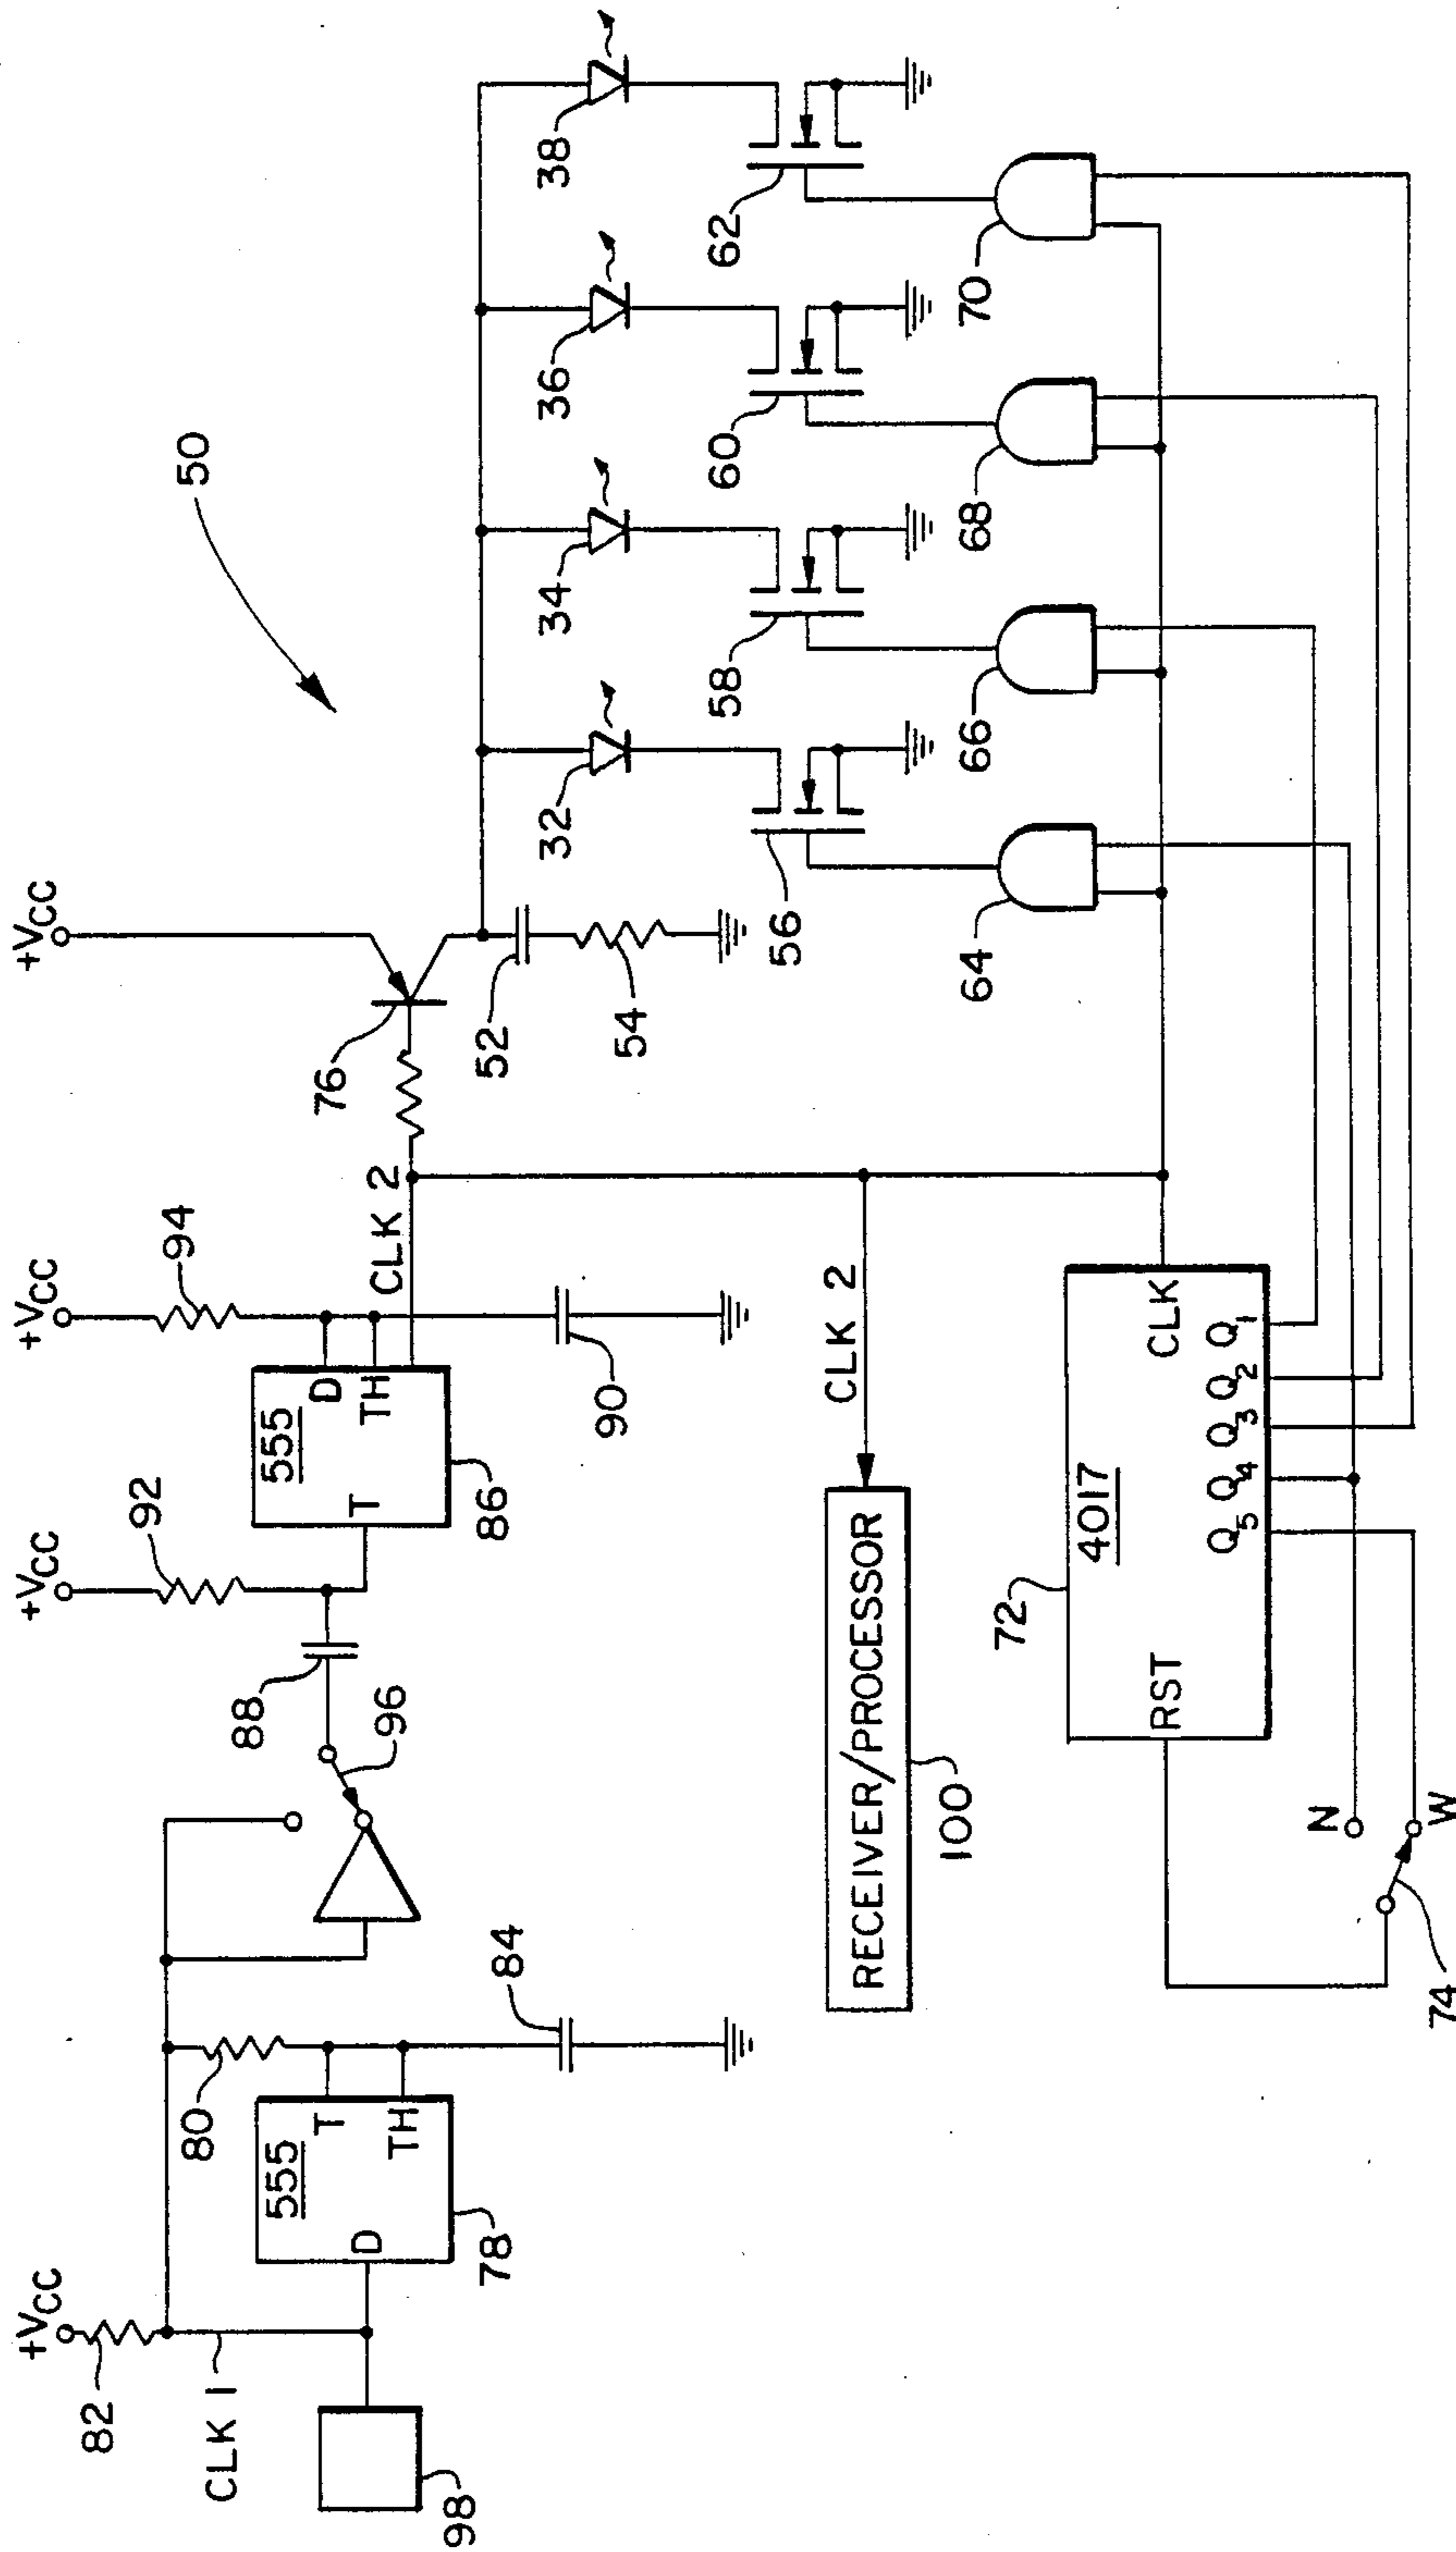 50
+VCC
+VCC
+VCC
+VCC
82
CLK 1
98
555
D
T
TH
78
80
84
96
88
92
555
T
D
TH
86
94
90
CLK 2
76
52
54
32
34
36
38
56
58
60
62
64
66
68
70
CLK 2
RECEIVER/PROCESSOR
100
72
4017
RST
CLK
Q5 Q4 Q3 Q2 Q1
N
W
74